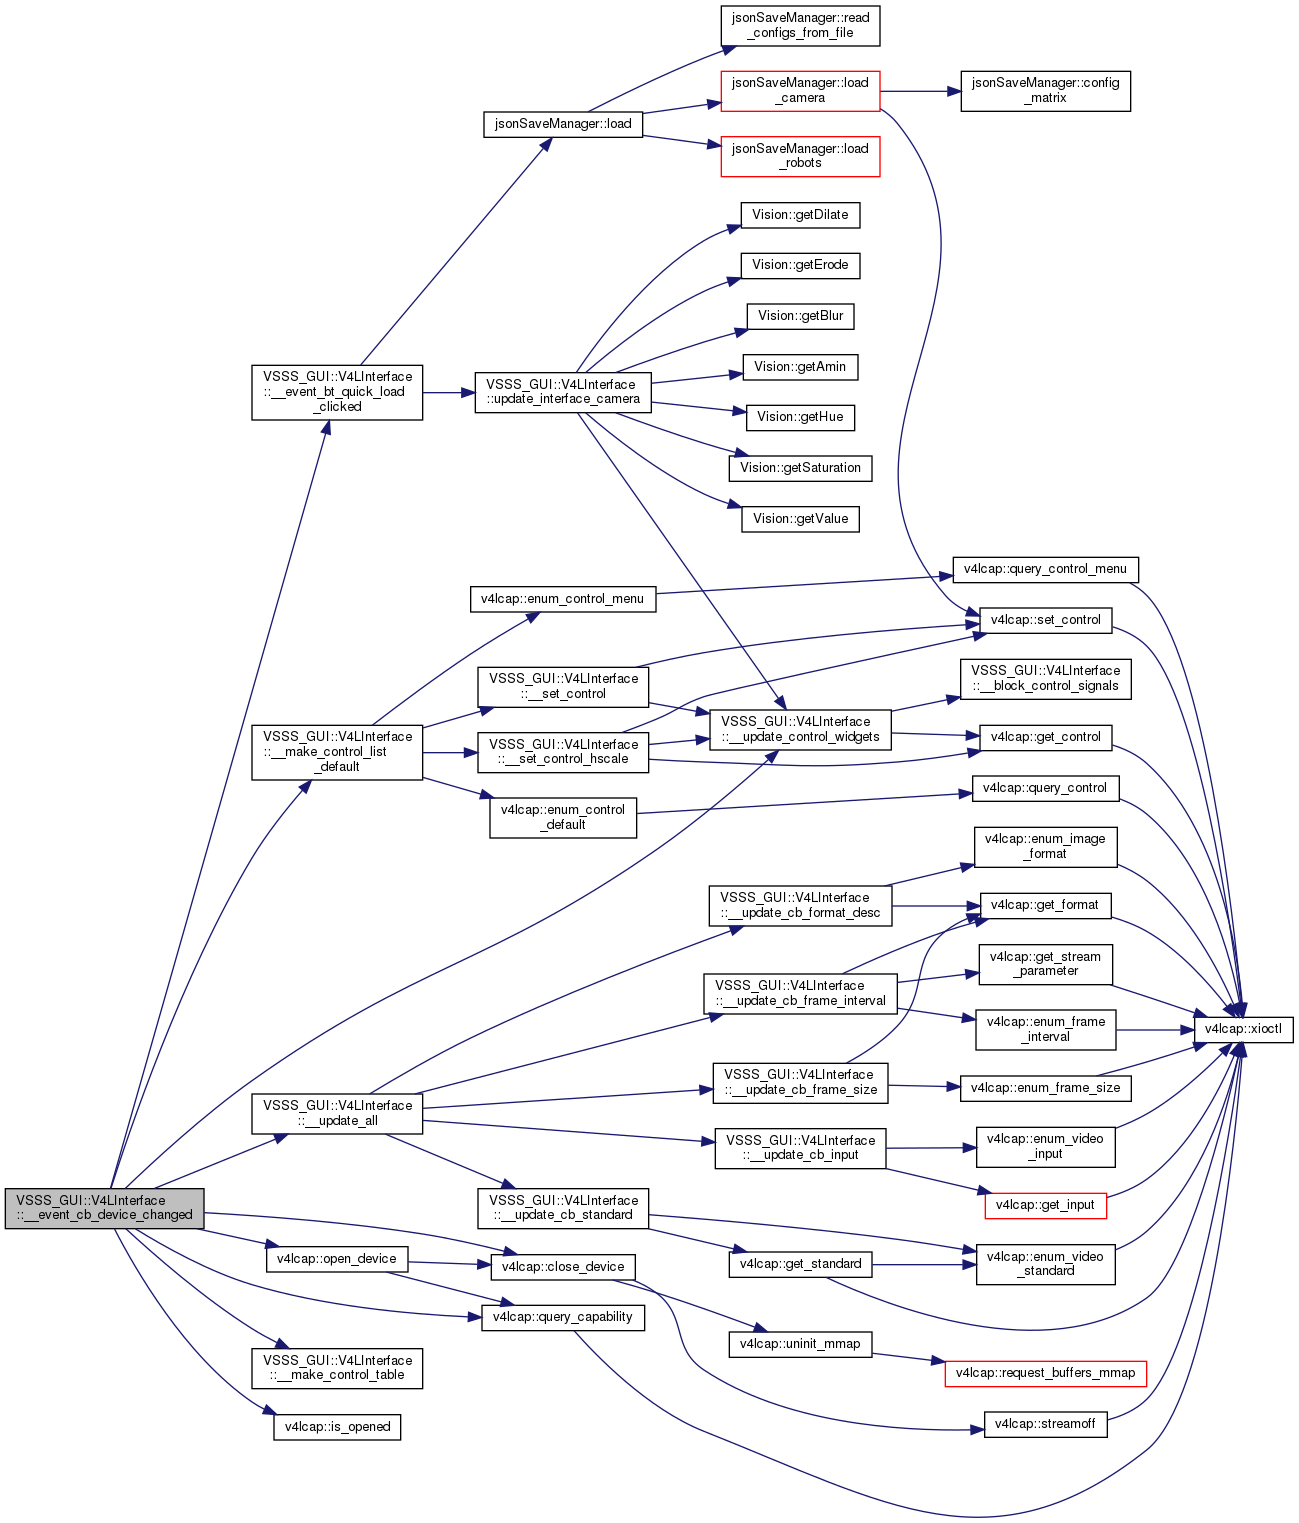 jsonSaveManager::read
_configs_from_file
jsonSaveManager::load
_camera
jsonSaveManager::config
_matrix
jsonSaveManager::load
jsonSaveManager::load
_robots
Vision::getDilate
Vision::getErode
Vision::getBlur
VSSS_GUI::V4LInterface
::__event_bt_quick_load
_clicked
VSSS_GUI::V4LInterface
::update_interface_camera
Vision::getAmin
Vision::getHue
Vision::getSaturation
Vision::getValue
v4lcap::query_control_menu
v4lcap::enum_control_menu
v4lcap::set_control
VSSS_GUI::V4LInterface
::__set_control
VSSS_GUI::V4LInterface
::__block_control_signals
VSSS_GUI::V4LInterface
::__make_control_list
_default
VSSS_GUI::V4LInterface
::__set_control_hscale
VSSS_GUI::V4LInterface
::__update_control_widgets
v4lcap::get_control
v4lcap::enum_control
_default
v4lcap::query_control
v4lcap::enum_image
_format
VSSS_GUI::V4LInterface
::__update_cb_format_desc
v4lcap::get_format
VSSS_GUI::V4LInterface
::__update_cb_frame_interval
v4lcap::get_stream
_parameter
v4lcap::enum_frame
_interval
v4lcap::xioctl
VSSS_GUI::V4LInterface
::__update_all
VSSS_GUI::V4LInterface
::__update_cb_frame_size
v4lcap::enum_frame_size
VSSS_GUI::V4LInterface
::__update_cb_input
v4lcap::enum_video
_input
VSSS_GUI::V4LInterface
::__event_cb_device_changed
VSSS_GUI::V4LInterface
::__update_cb_standard
v4lcap::get_input
v4lcap::open_device
v4lcap::close_device
v4lcap::get_standard
v4lcap::enum_video
_standard
v4lcap::query_capability
v4lcap::uninit_mmap
VSSS_GUI::V4LInterface
::__make_control_table
v4lcap::request_buffers_mmap
v4lcap::is_opened
v4lcap::streamoff